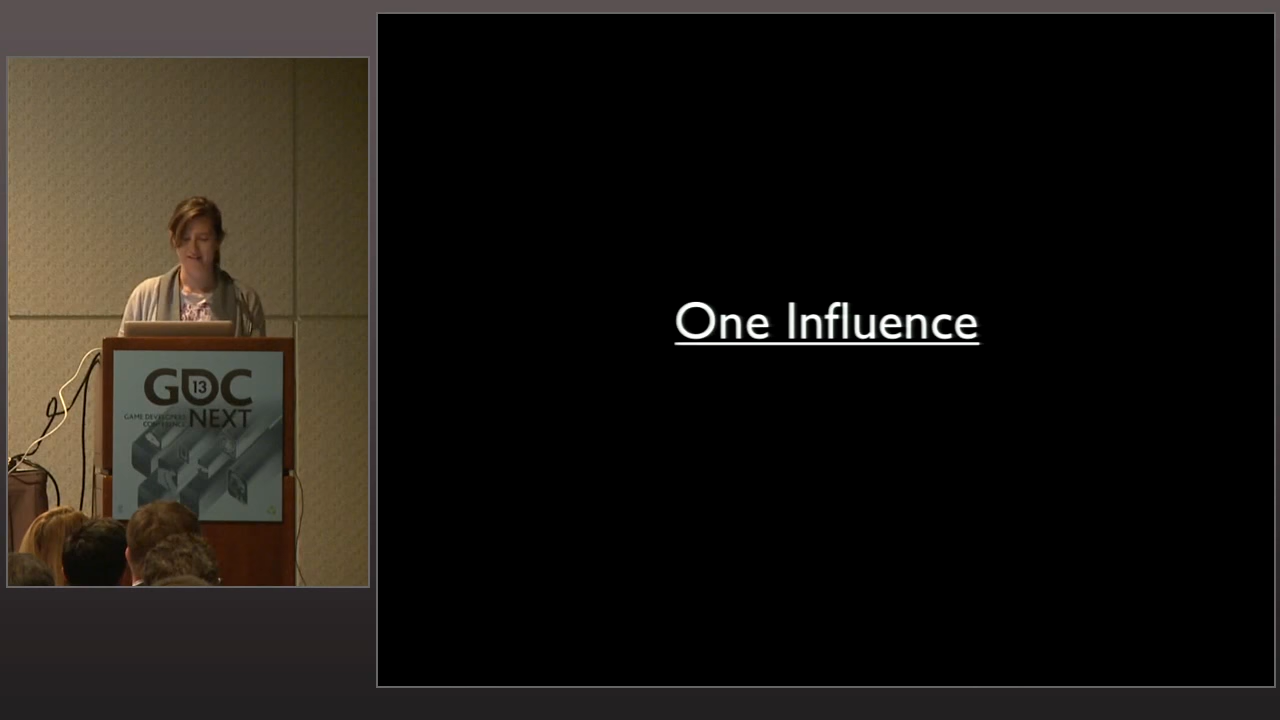 One Influence
GDC
13
NEXT
GAME DEVELOPERS
CONFERENCE